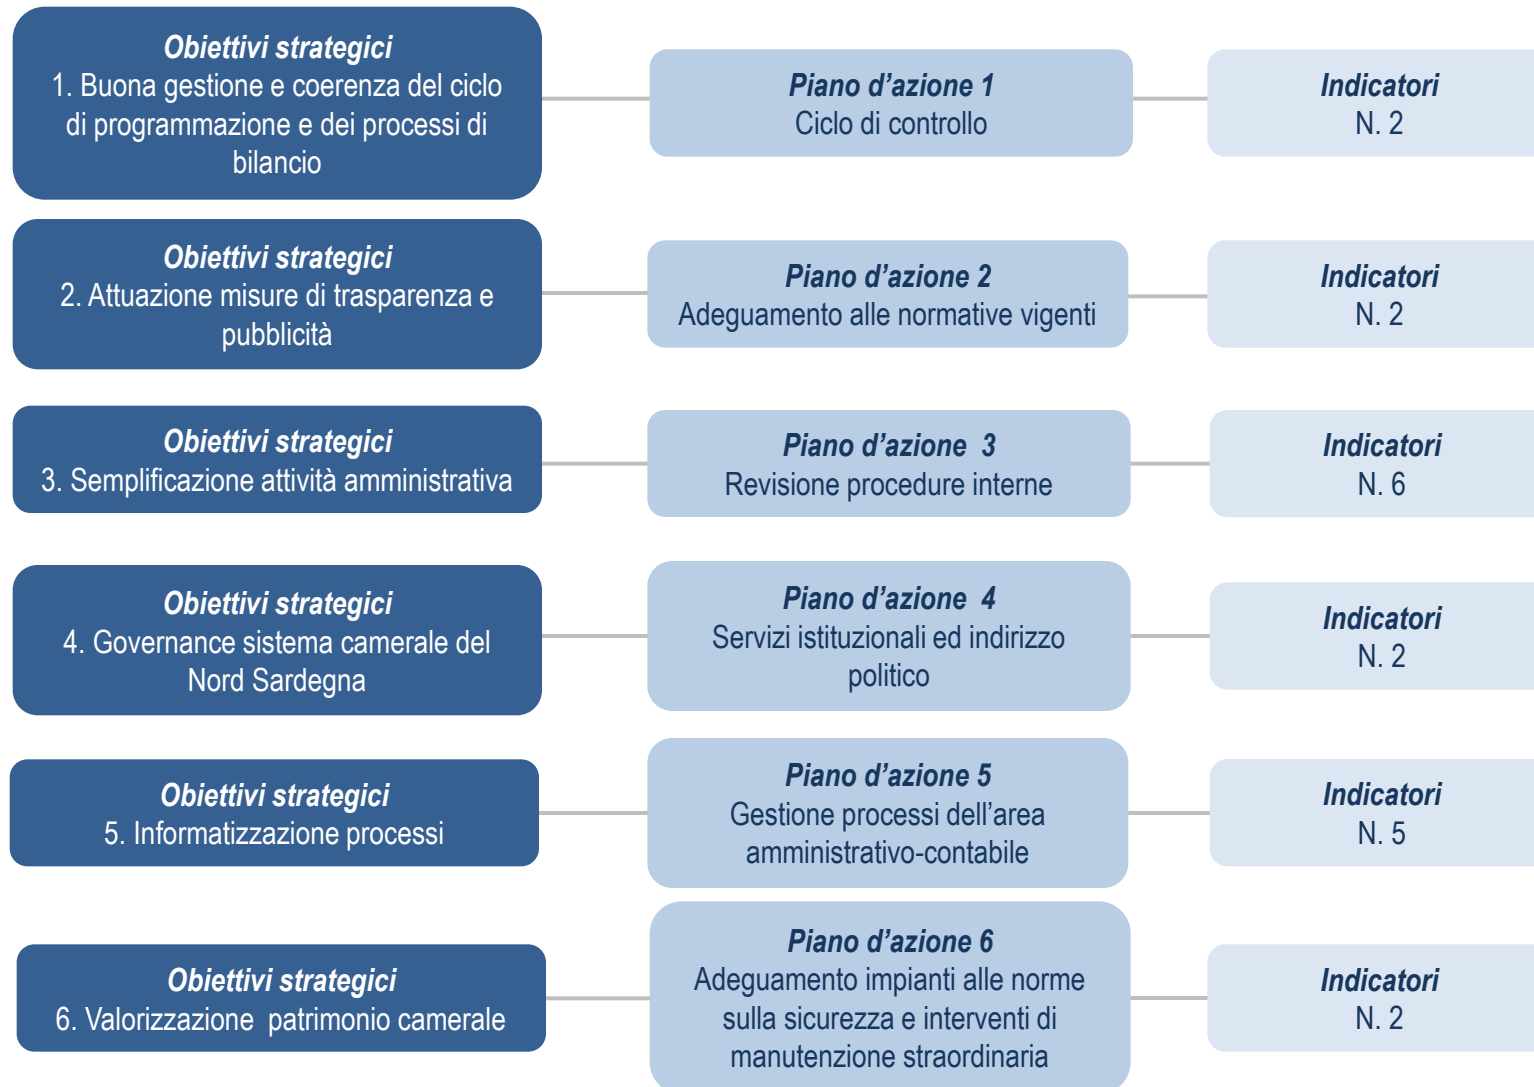 Obiettivi strategici
1. Buona gestione e coerenza del ciclo
di programmazione e dei processi di
bilancio
Piano d’azione 1
Ciclo di controllo
Indicatori
N. 2
Obiettivi strategici
2. Attuazione misure di trasparenza e
pubblicità
Piano d’azione 2
Adeguamento alle normative vigenti
Indicatori
N. 2
Obiettivi strategici
3. Semplificazione attività amministrativa
Piano d’azione 3
Revisione procedure interne
Indicatori
N. 6
Obiettivi strategici
4. Governance sistema camerale del
Nord Sardegna
Piano d’azione 4
Servizi istituzionali ed indirizzo
politico
Indicatori
N. 2
Obiettivi strategici
5. Informatizzazione processi
Piano d’azione 5
Gestione processi dell’area
amministrativo-contabile
Indicatori
N. 5
Obiettivi strategici
6. Valorizzazione patrimonio camerale
Piano d’azione 6
Adeguamento impianti alle norme
sulla sicurezza e interventi di
manutenzione straordinaria
Indicatori
N. 2